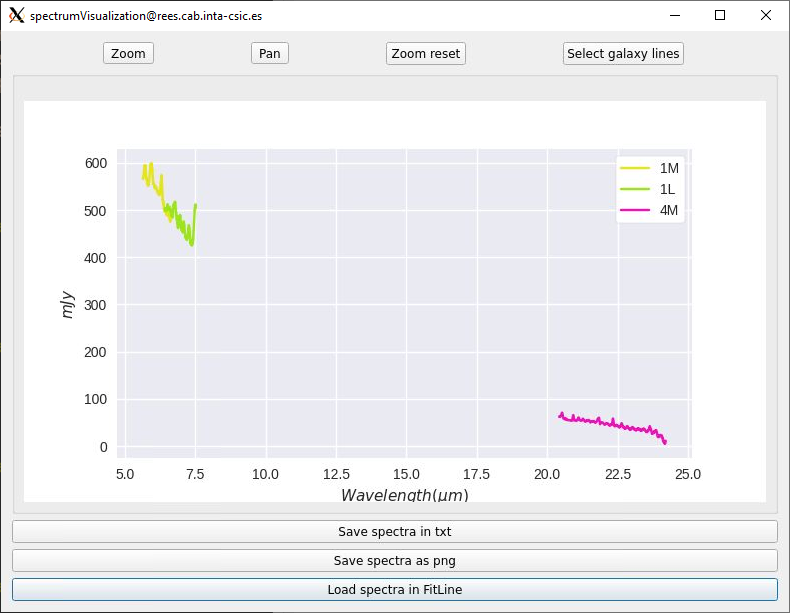 spectrumVisualization@rees.cab.inta-csic.es
Zoom Pan Zoom reset Select galaxy lines
1M
1L
4M
600
500
400
300
200
100
0
mJy
5.0 7.5 10.0 12.5 15.0 17.5 20.0 22.5 25.0
Wavelength(μm)
Save spectra in txt
Save spectra as png
Load spectra in FitLine